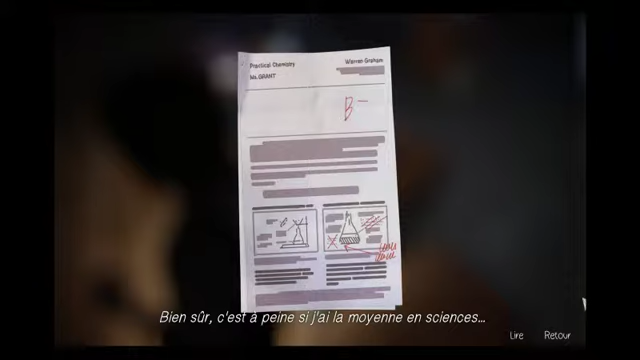 Practical Chemistry
Warren Graham
Ms. GRANT
B-
Bien sûr, c'est à peine si j'ai la moyenne en sciences...
Lire
Retour